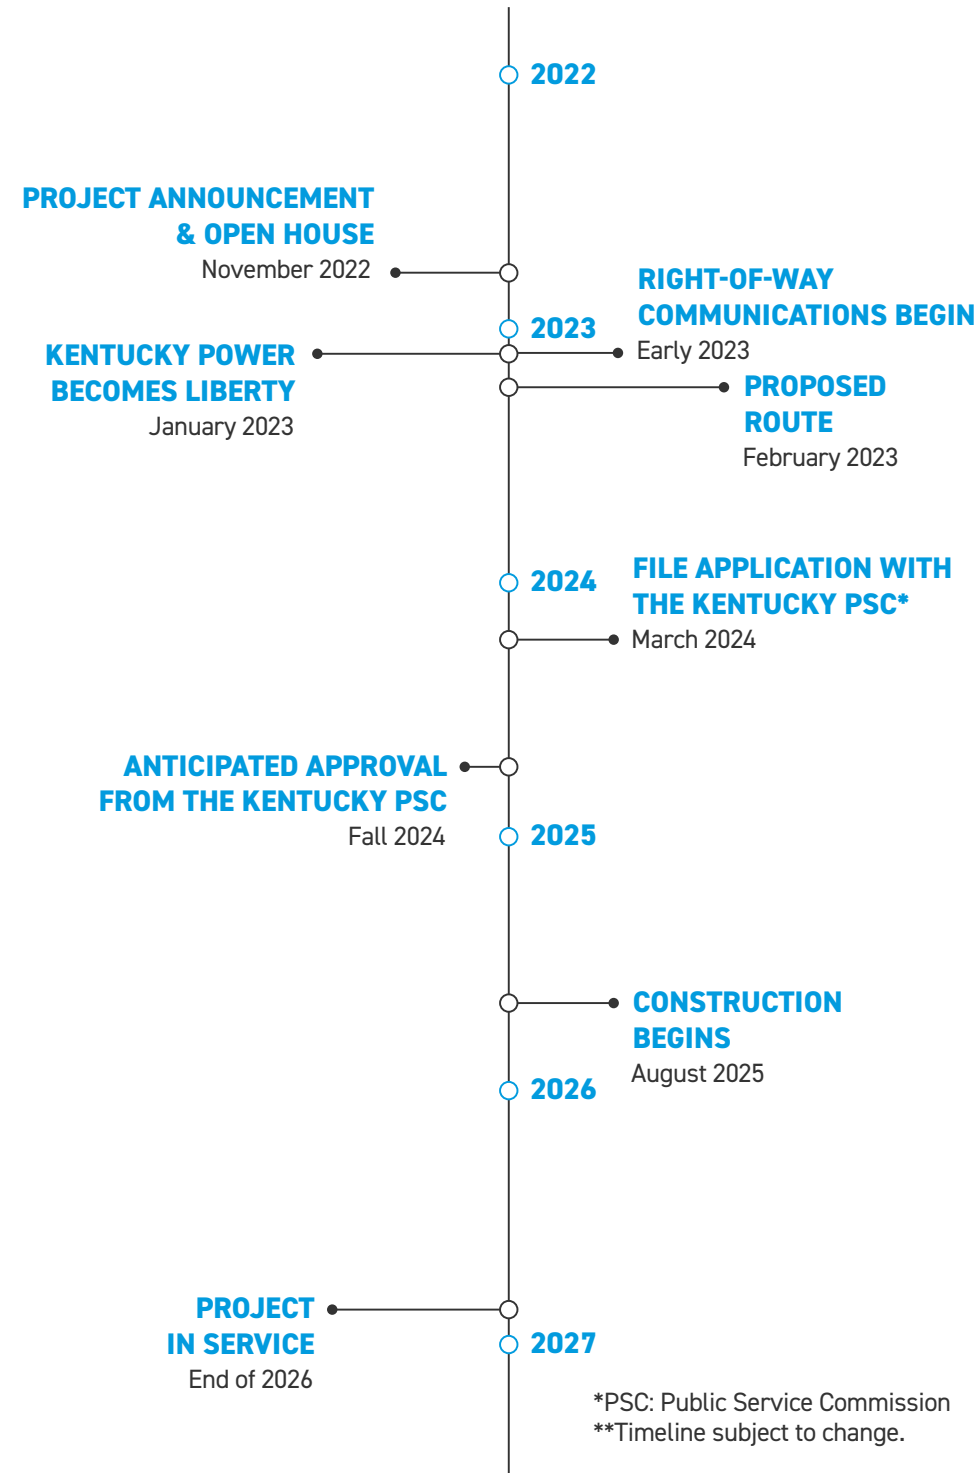 2022
PROJECT ANNOUNCEMENT
& OPEN HOUSE
November 2022
2023
RIGHT-OF-WAY
COMMUNICATIONS BEGIN
Early 2023
KENTUCKY POWER
BECOMES LIBERTY
January 2023
PROPOSED
ROUTE
February 2023
2024
FILE APPLICATION WITH
THE KENTUCKY PSC*
March 2024
ANTICIPATED APPROVAL
FROM THE KENTUCKY PSC
Fall 2024
2025
CONSTRUCTION
BEGINS
August 2025
2026
PROJECT
IN SERVICE
End of 2026
2027
*PSC: Public Service Commission
**Timeline subject to change.